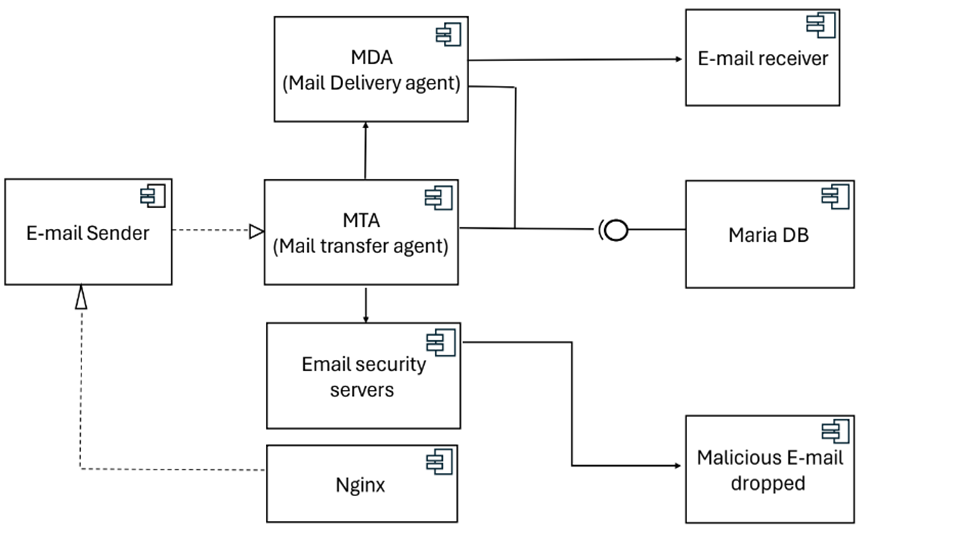 MDA
(Mail Delivery agent)
E-mail receiver
E-mail Sender
MTA
(Mail transfer agent)
Maria DB
Email security
servers
Nginx
Malicious E-mail
dropped